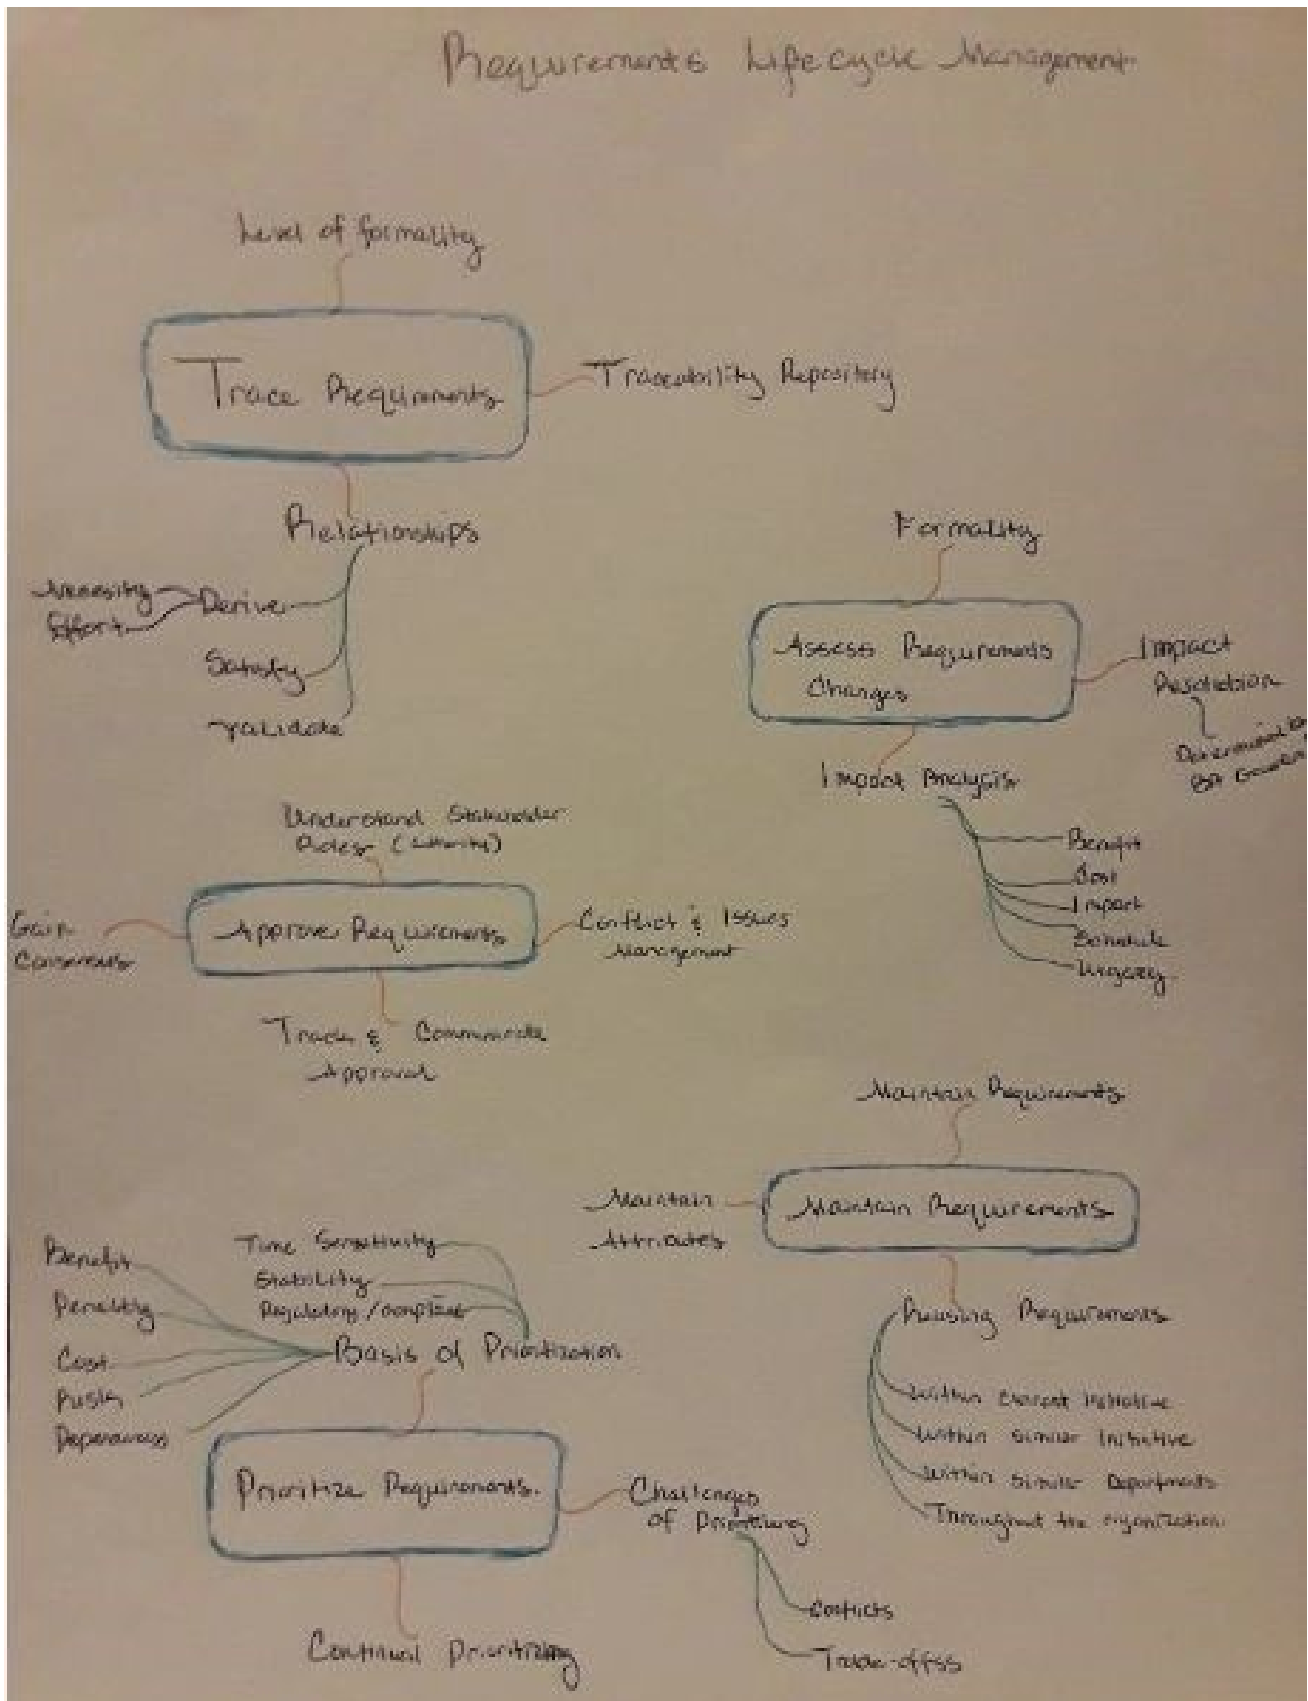 Requirements Lifecycle Management
Level of formality
Trace Requirements
Traceability Repository
Relationships
Necessity
Effort
Derive
Satisfy
Validate
Formality
Assess Requirements
Changes
Impact
Resolution
BA
Impact Analysis
Benefit
Cost
Impact
Schedule
Urgency
Understand Stakeholder
Roles (Authority)
Approve Requirements
Gain
Consensus
Conflict & Issues
Management
Track & Communicate
Approval
Maintain Requirements
Maintain Requirements
Maintain
Attributes
Reusing Requirements
Within Current initiative
Within Similar Initiative
Within Similar Departments
Throughout the organization
Time Sensitivity
Stability
Regulatory/
Benefit
Penality
Cost
Risk
Basis of Prioritization
Prioritize Requirements.
Challenges
of Prioritizing
Conflicts
Trade-offss
Continual Prioritizing